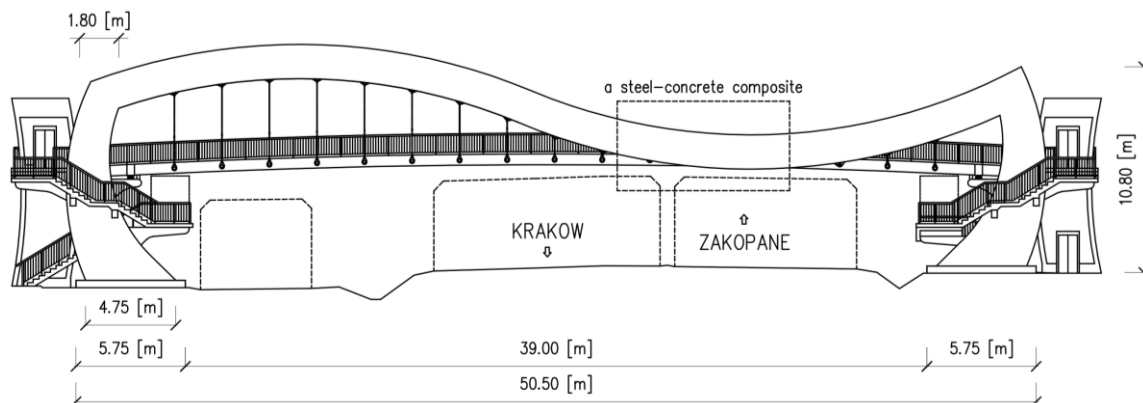 1.80 [m]
a steel-concrete composite
10.80 [m]
KRAKOW
ZAKOPANE
4.75 [m]
5.75 [m]
39.00 [m]
5.75 [m]
50.50 [m]